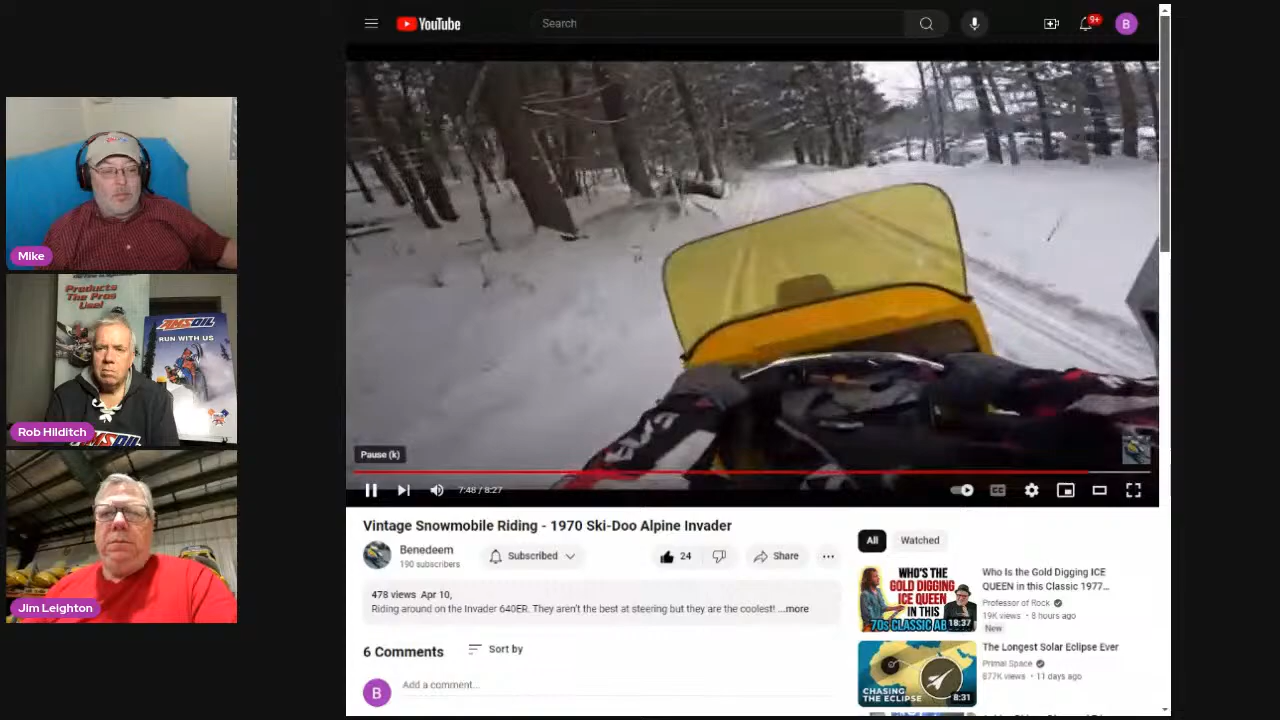 YouTube
Search
9+
B
Mike
Products
The Pros
Use!
AMSOIL
RUN WITH US
AMSOIL
Rob Hilditch
Jim Leighton
Pause (k)
7:48 / 8:27
CC
Vintage Snowmobile Riding - 1970 Ski-Doo Alpine Invader
Benedeem
190 subscribers
Subscribed
24
Share
478 views Apr 10,
Riding around on the Invader 640ER. They aren't the best at steering but they are the coolest! ...more
6 Comments
Sort by
B
Add a comment...
All
Watched
WHO'S THE
GOLD DIGGING
ICE QUEEN
IN THIS
'70S CLASSIC
18:37
Who Is the Gold Digging ICE
QUEEN in this Classic 1977...
Professor of Rock
19K views • 8 hours ago
New
CHASING
THE ECLIPSE
8:31
The Longest Solar Eclipse Ever
Primal Space
877K views • 11 days ago